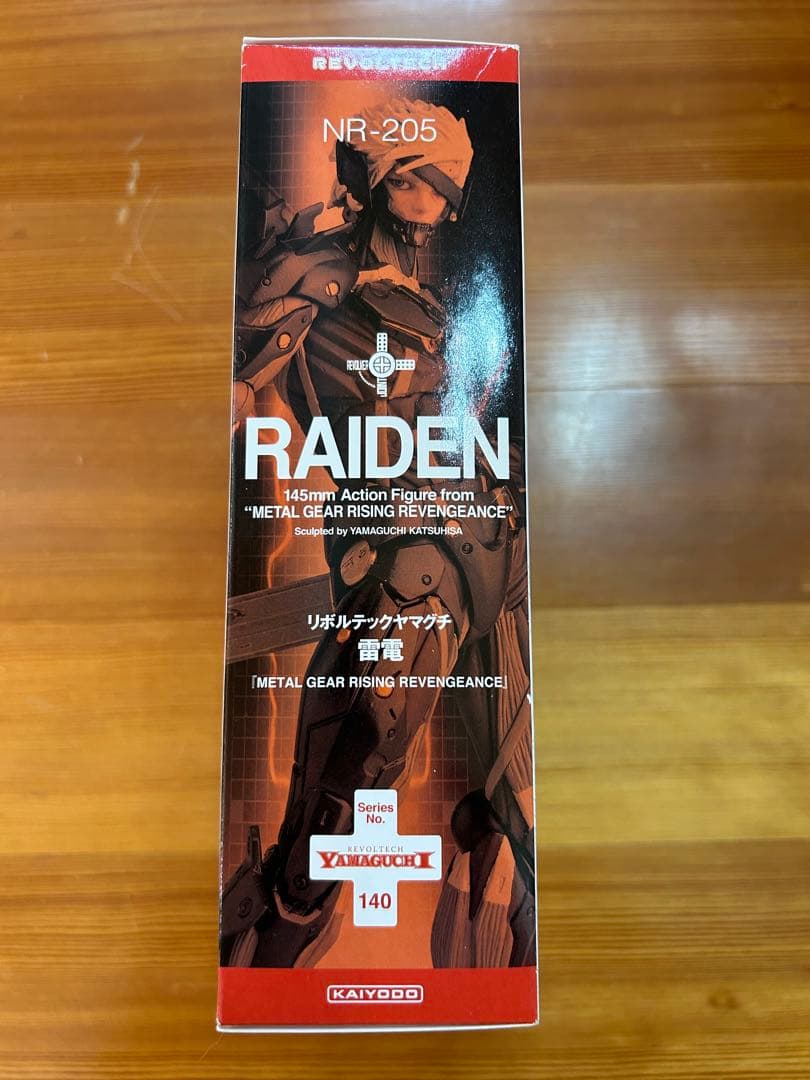 REVOLTECH
NR-205
REVOLVER
JOINT
RAIDEN
145mm Action Figure from
“METAL GEAR RISING REVENGEANCE”
Sculpted by YAMAGUCHI KATSUHISA
リボルテックヤマグチ
雷電
『METAL GEAR RISING REVENGEANCE』
Series
No.
REVOLTECH
YAMAGUCHI
140
KAIYODO